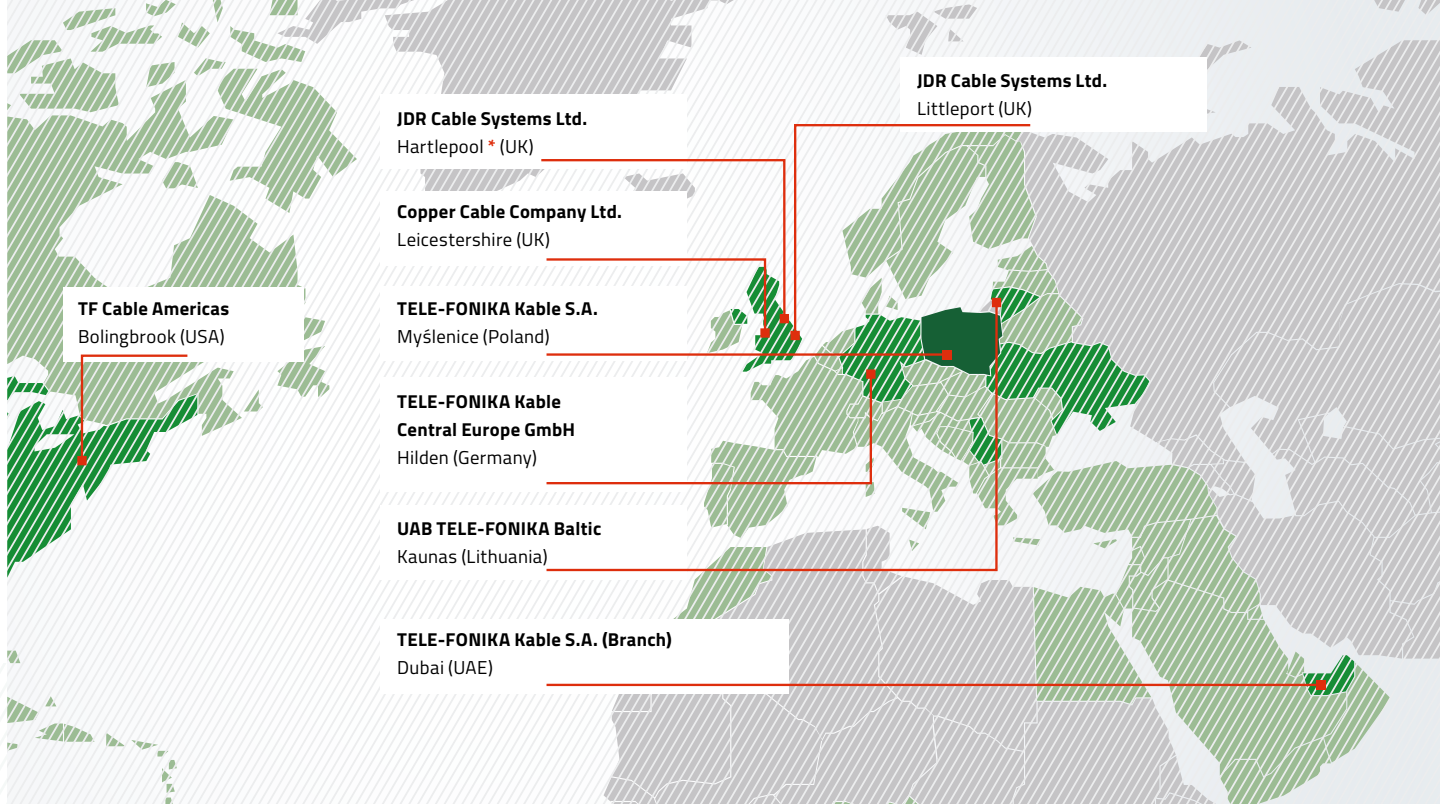 JDR Cable Systems Ltd.
Littleport (UK)
JDR Cable Systems Ltd.
Hartlepool * (UK)
Copper Cable Company Ltd.
Leicestershire (UK)
TF Cable Americas
Bolingbrook (USA)
TELE-FONIKA Kable S.A.
Myślenice (Poland)
TELE-FONIKA Kable
Central Europe GmbH
Hilden (Germany)
UAB TELE-FONIKA Baltic
Kaunas (Lithuania)
TELE-FONIKA Kable S.A. (Branch)
Dubai (UAE)